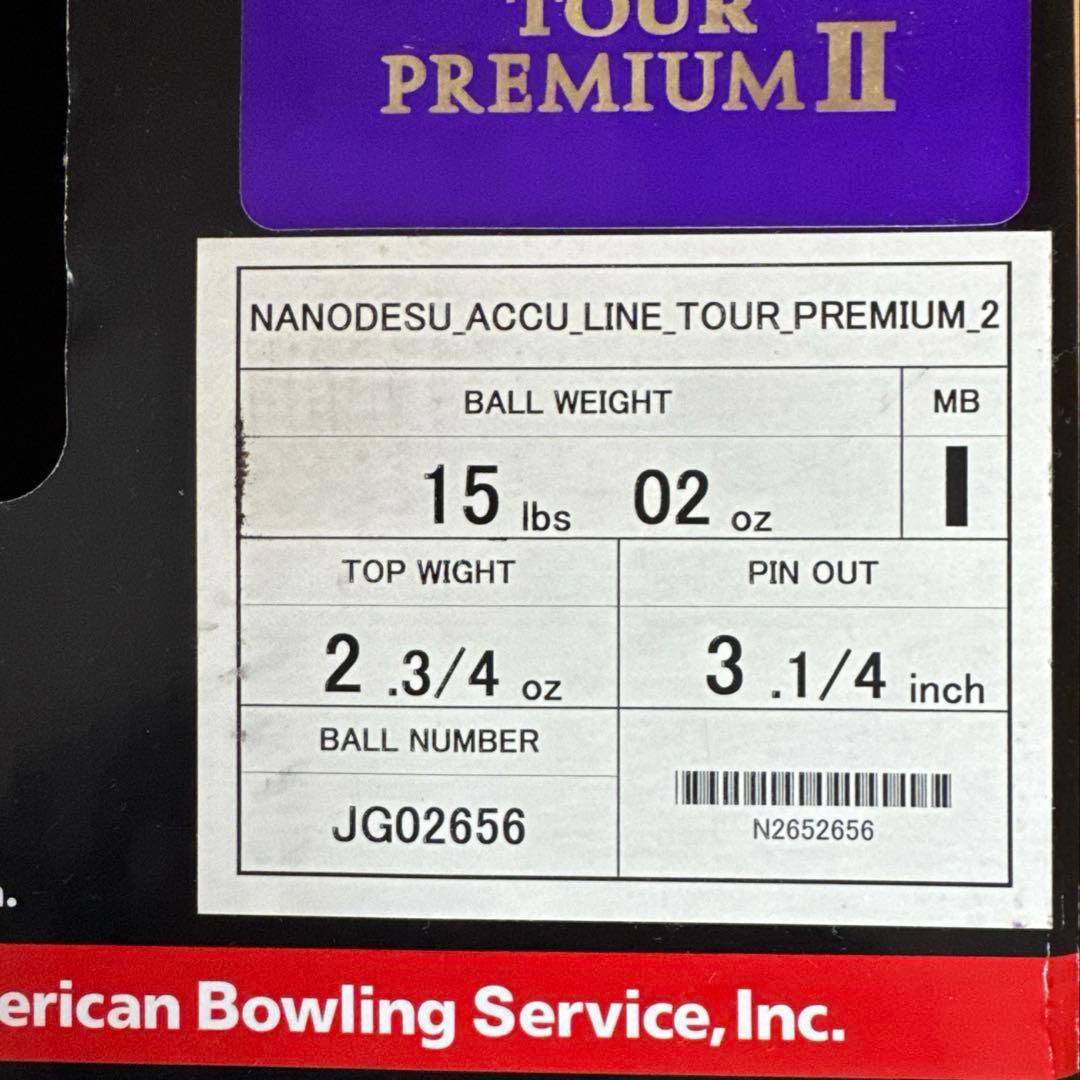 TOUR
PREMIUM II
NANODESU_ACCU_LINE_TOUR_PREMIUM_2
BALL WEIGHT MB
15 lbs 02 oz I
TOP WIGHT PIN OUT
2 .3/4 oz 3 .1/4 inch
BALL NUMBER
JG02656
N2652656
erican Bowling Service, Inc.